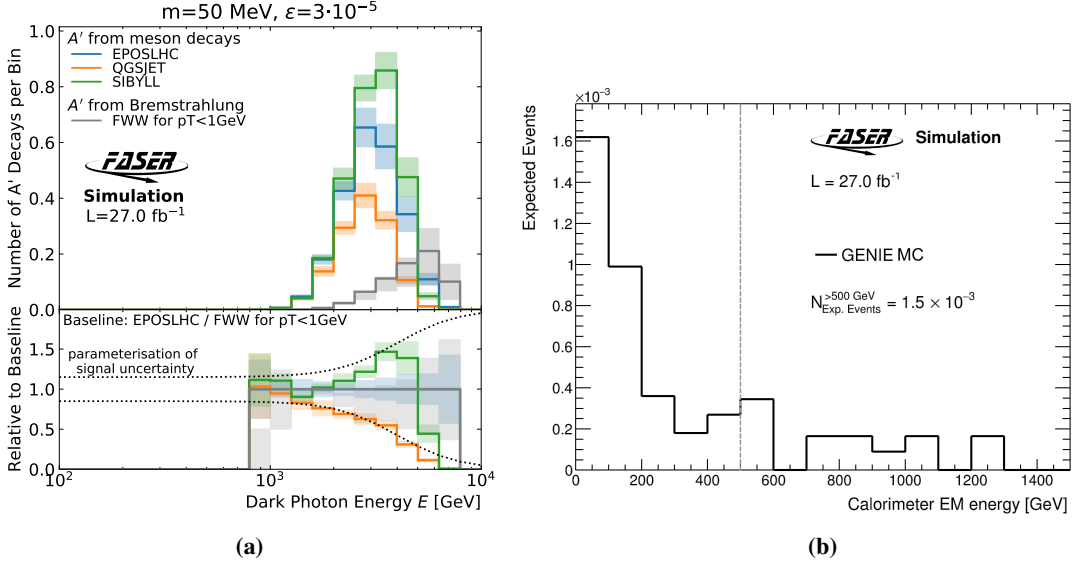 m=50 MeV, ε=3·10⁻⁵
A′ from meson decays
EPOSLHC
QGSJET
SIBYLL
A′ from Bremstrahlung
FWW for pT<1GeV
FASER
Simulation
L=27.0 fb⁻¹
Number of A' Decays per Bin
1.0
0.8
0.6
0.4
0.2
0.0
Baseline: EPOSLHC / FWW for pT<1GeV
parameterisation of
signal uncertainty
Relative to Baseline
1.5
1.0
0.5
0.0
10² 10³ 10⁴
Dark Photon Energy E [GeV]
(a)
×10⁻³
Expected Events
1.6
1.4
1.2
1
0.8
0.6
0.4
0.2
0
FASER Simulation
L = 27.0 fb⁻¹
GENIE MC
N^{>500 GeV}_{Exp. Events} = 1.5 × 10⁻³
0 200 400 600 800 1000 1200 1400
Calorimeter EM energy [GeV]
(b)